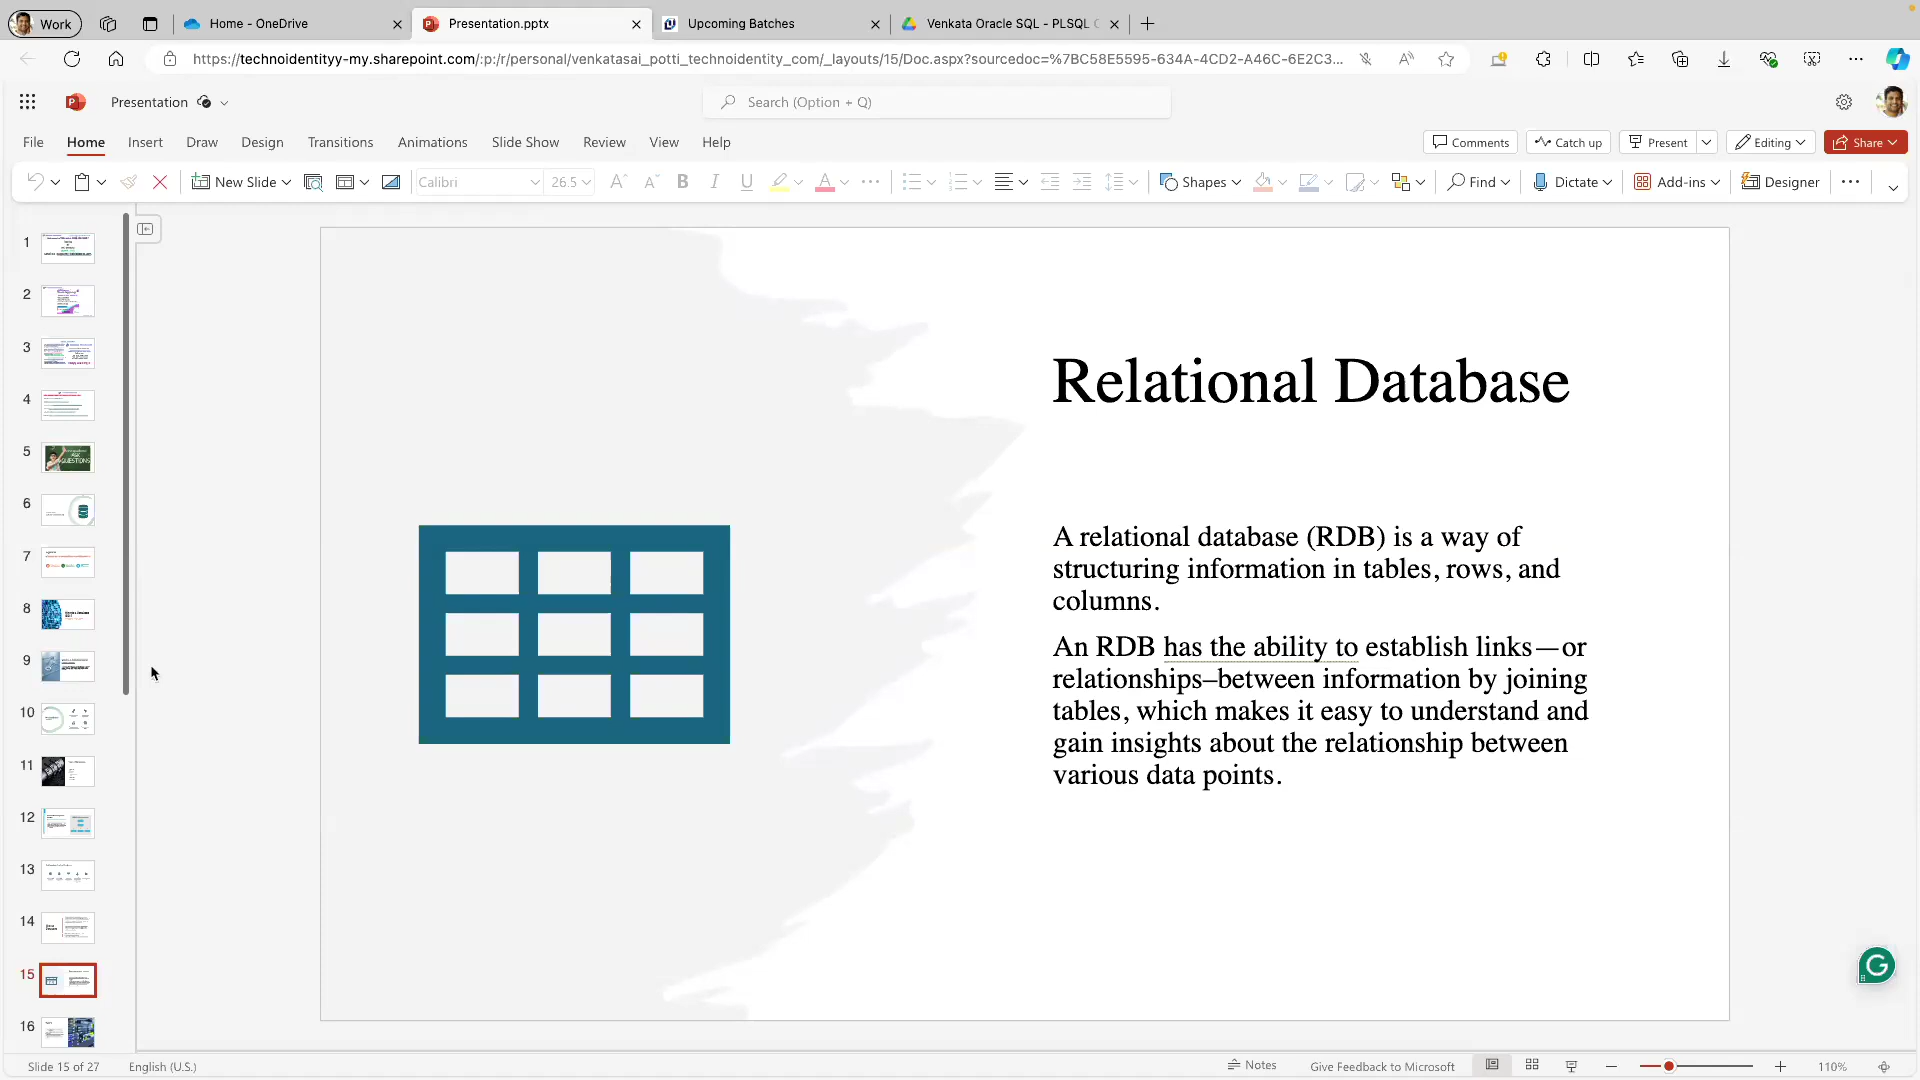 Work
Home - OneDrive
Presentation.pptx
Upcoming Batches
Venkata Oracle SQL - PLSQL
https://technoidentityy-my.sharepoint.com/:p:/r/personal/venkatasai_potti_technoidentity_com/_layouts/15/Doc.aspx?sourcedoc=%7BC58E5595-634A-4CD2-A46C-6E2C3...
Presentation
Search (Option + Q)
File Home Insert Draw Design Transitions Animations Slide Show Review View Help
Comments Catch up Present Editing Share
New Slide Calibri 26.5 Shapes Find Dictate Add-ins Designer
1
2
3
4
5
6
7
8
9
10
11
12
13
14
15
16
Relational Database
A relational database (RDB) is a way of
structuring information in tables, rows, and
columns.
An RDB has the ability to establish links—or
relationships–between information by joining
tables, which makes it easy to understand and
gain insights about the relationship between
various data points.
Slide 15 of 27 English (U.S.) Notes Give Feedback to Microsoft 110%